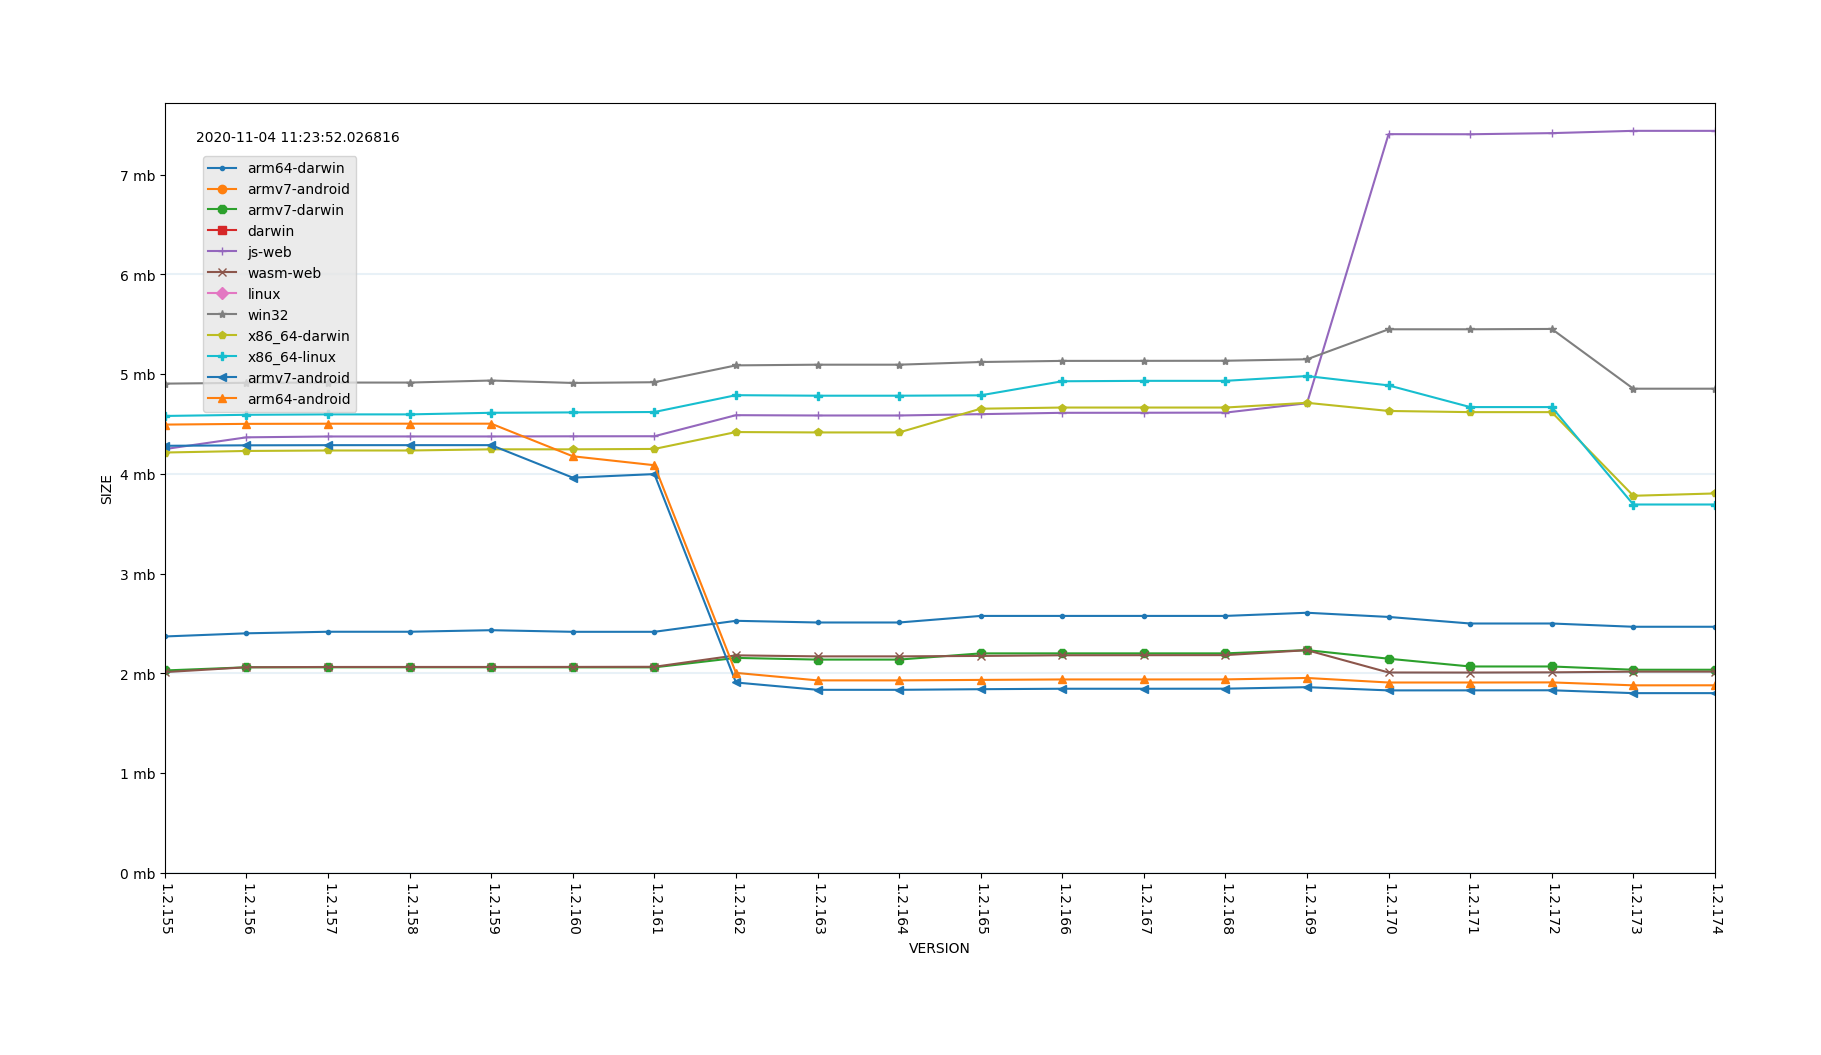 2020-11-04 11:23:52.026816
arm64-darwin
armv7-android
armv7-darwin
darwin
js-web
wasm-web
linux
win32
x86_64-darwin
x86_64-linux
armv7-android
arm64-android
7 mb
6 mb
5 mb
4 mb
3 mb
2 mb
1 mb
0 mb
SIZE
1.2.155
1.2.156
1.2.157
1.2.158
1.2.159
1.2.160
1.2.161
1.2.162
1.2.163
1.2.164
1.2.165
1.2.166
1.2.167
1.2.168
1.2.169
1.2.170
1.2.171
1.2.172
1.2.173
1.2.174
VERSION